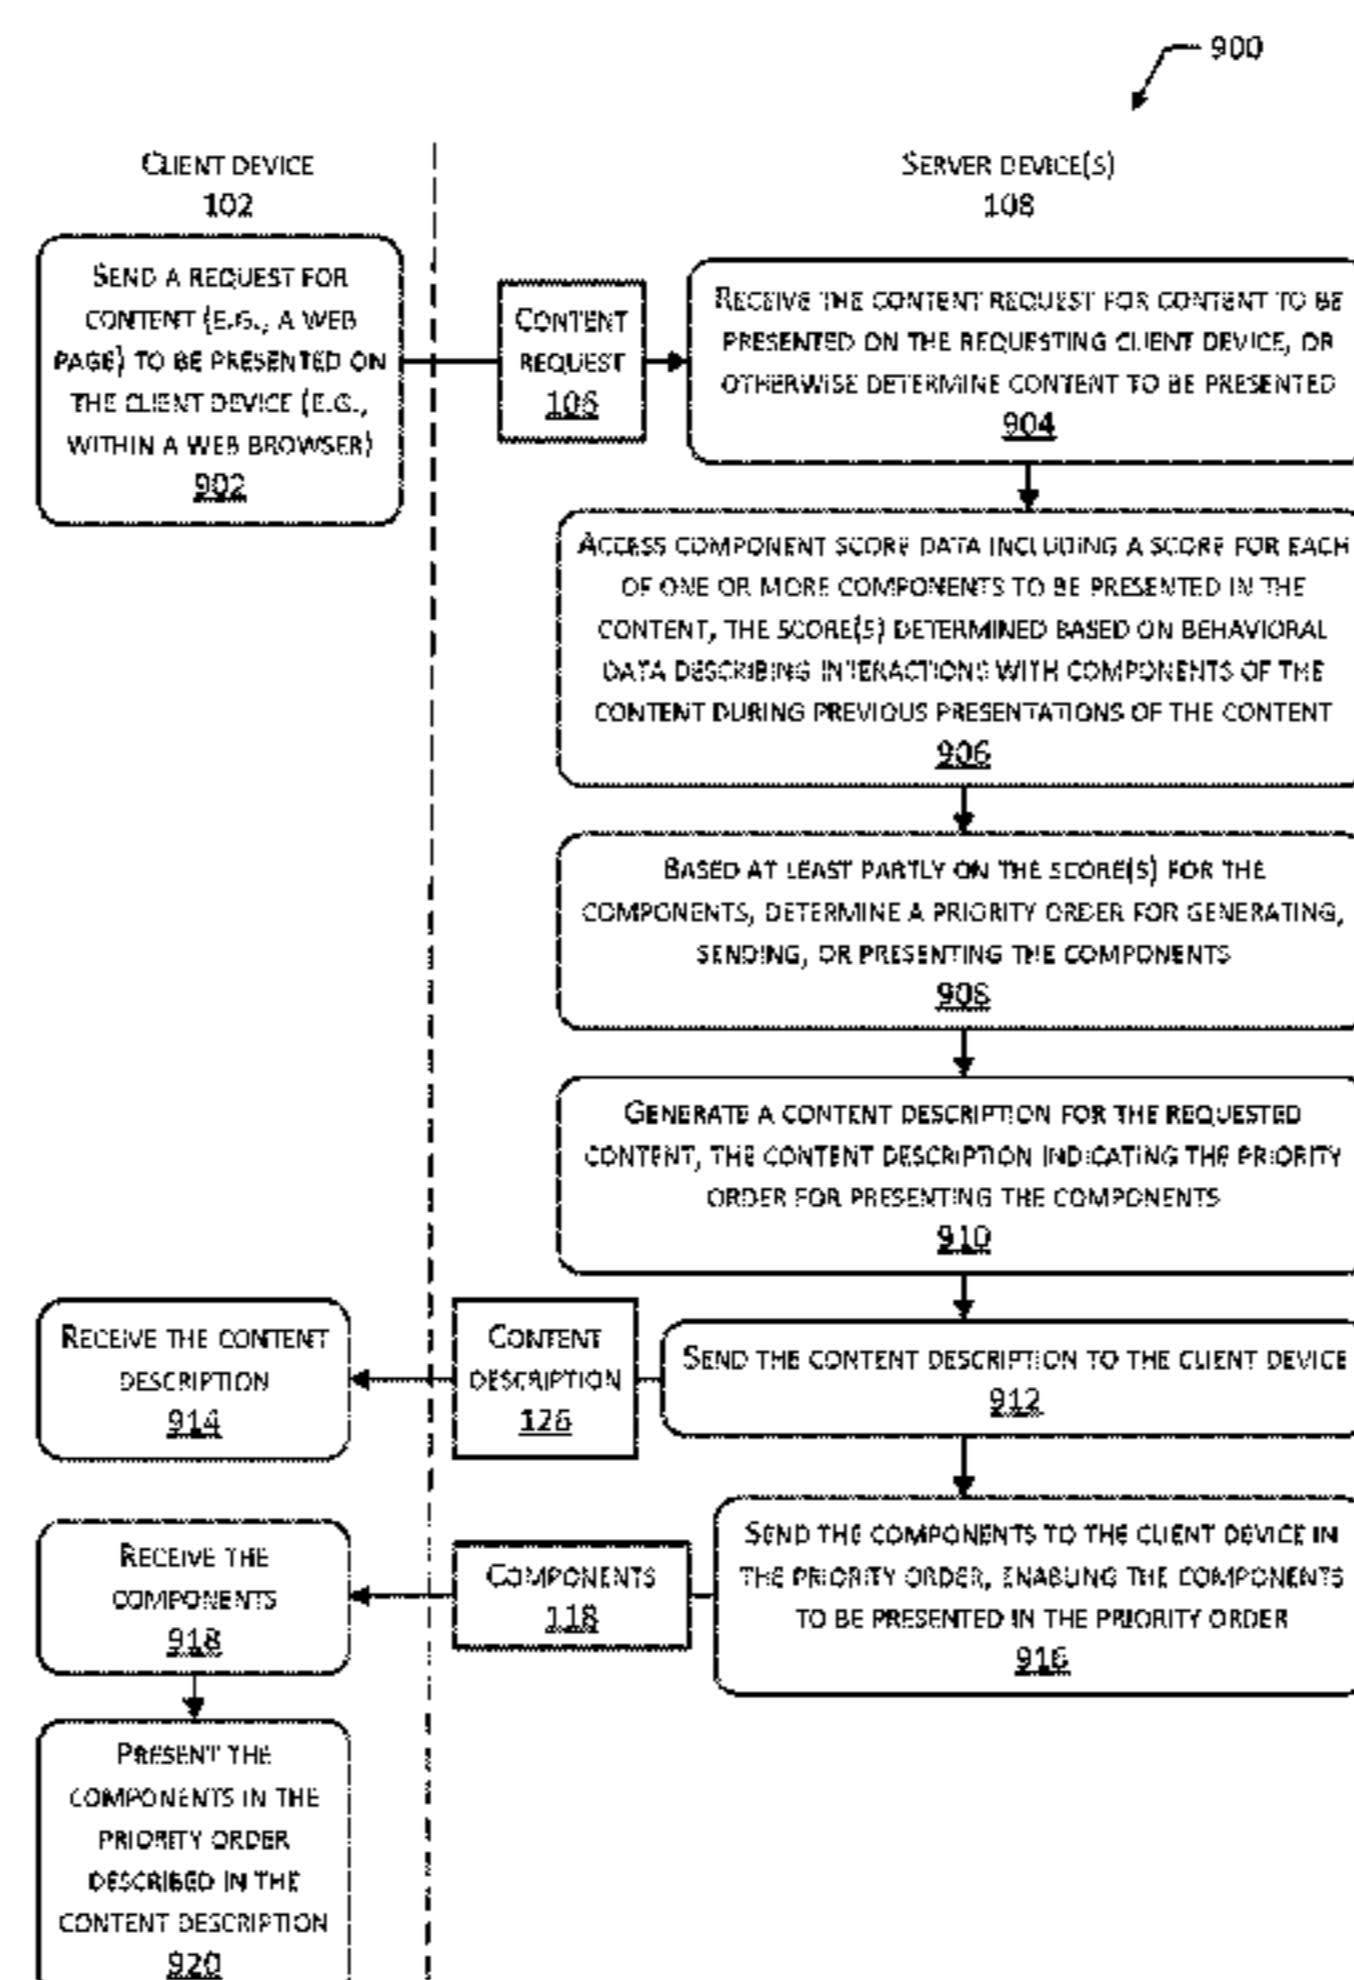 900
CLIENT DEVICE
102
SERVER DEVICE(S)
108
SEND A REQUEST FOR
CONTENT (E.G., A WEB
PAGE) TO BE PRESENTED ON
THE CLIENT DEVICE (E.G.,
WITHIN A WEB BROWSER)
902
CONTENT
REQUEST
106
RECEIVE THE CONTENT REQUEST FOR CONTENT TO BE
PRESENTED ON THE REQUESTING CLIENT DEVICE, OR
OTHERWISE DETERMINE CONTENT TO BE PRESENTED
904
ACCESS COMPONENT SCORE DATA INCLUDING A SCORE FOR EACH
OF ONE OR MORE COMPONENTS TO BE PRESENTED IN THE
CONTENT, THE SCORE(S) DETERMINED BASED ON BEHAVIORAL
DATA DESCRIBING INTERACTIONS WITH COMPONENTS OF THE
CONTENT DURING PREVIOUS PRESENTATIONS OF THE CONTENT
906
BASED AT LEAST PARTLY ON THE SCORE(S) FOR THE
COMPONENTS, DETERMINE A PRIORITY ORDER FOR GENERATING,
SENDING, OR PRESENTING THE COMPONENTS
908
GENERATE A CONTENT DESCRIPTION FOR THE REQUESTED
CONTENT, THE CONTENT DESCRIPTION INDICATING THE PRIORITY
ORDER FOR PRESENTING THE COMPONENTS
910
SEND THE CONTENT DESCRIPTION TO THE CLIENT DEVICE
912
CONTENT
DESCRIPTION
126
RECEIVE THE CONTENT
DESCRIPTION
914
SEND THE COMPONENTS TO THE CLIENT DEVICE IN
THE PRIORITY ORDER, ENABLING THE COMPONENTS
TO BE PRESENTED IN THE PRIORITY ORDER
916
COMPONENTS
118
RECEIVE THE
COMPONENTS
918
PRESENT THE
COMPONENTS IN THE
PRIORITY ORDER
DESCRIBED IN THE
CONTENT DESCRIPTION
920